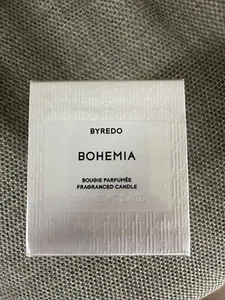 BYREDO
BOHEMIA
BOUGIE PARFUMÉE
FRAGRANCED CANDLE